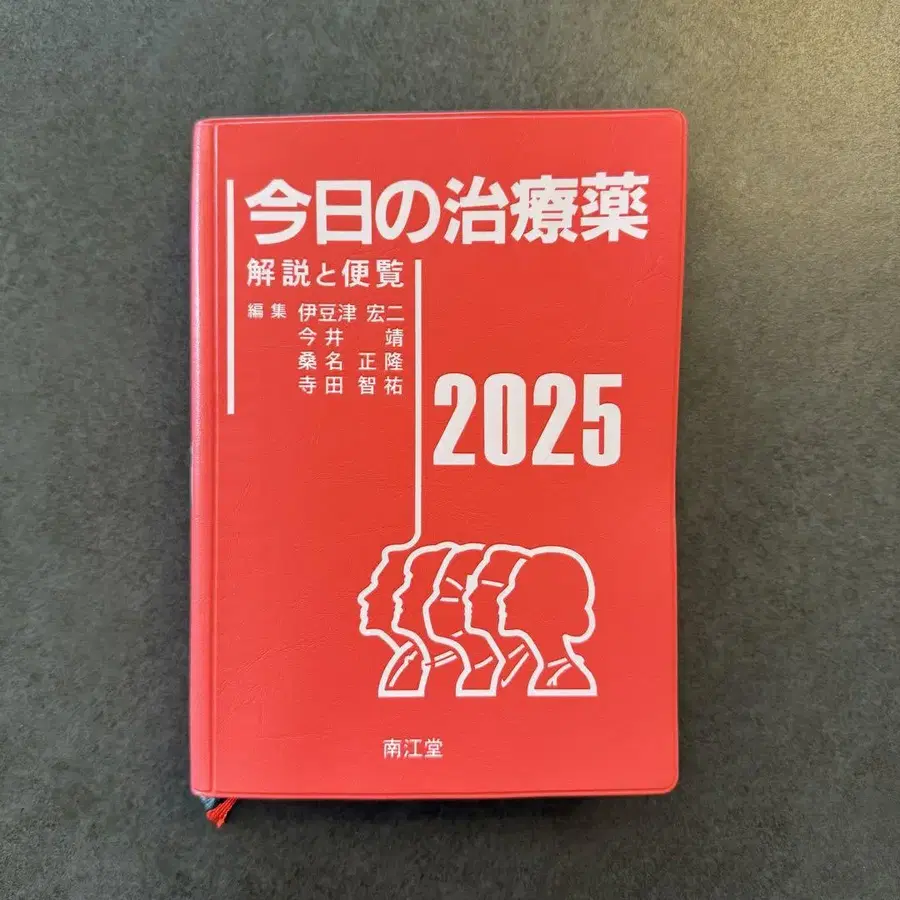 今日の治療薬
解説と便覧
編集 伊豆津 宏二
今井 靖
桑名 正隆
寺田 智祐
2025
南江堂